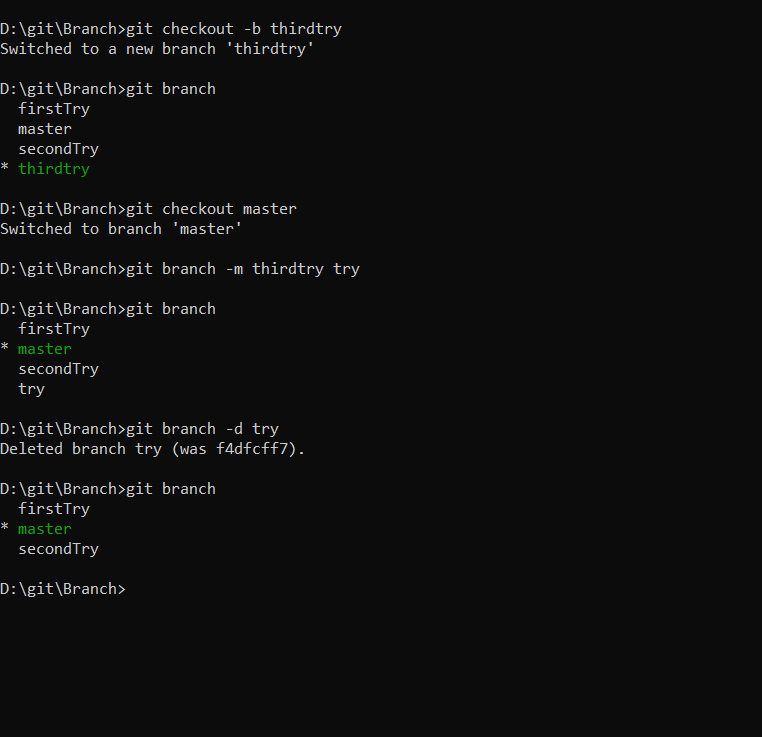 D:\git\Branch>git checkout -b thirdtry
Switched to a new branch 'thirdtry'
D:\git\Branch>git branch
  firstTry
  master
  secondTry
* thirdtry
D:\git\Branch>git checkout master
Switched to branch 'master'
D:\git\Branch>git branch -m thirdtry try
D:\git\Branch>git branch
  firstTry
* master
  secondTry
  try
D:\git\Branch>git branch -d try
Deleted branch try (was f4dfcff7).
D:\git\Branch>git branch
  firstTry
* master
  secondTry
D:\git\Branch>